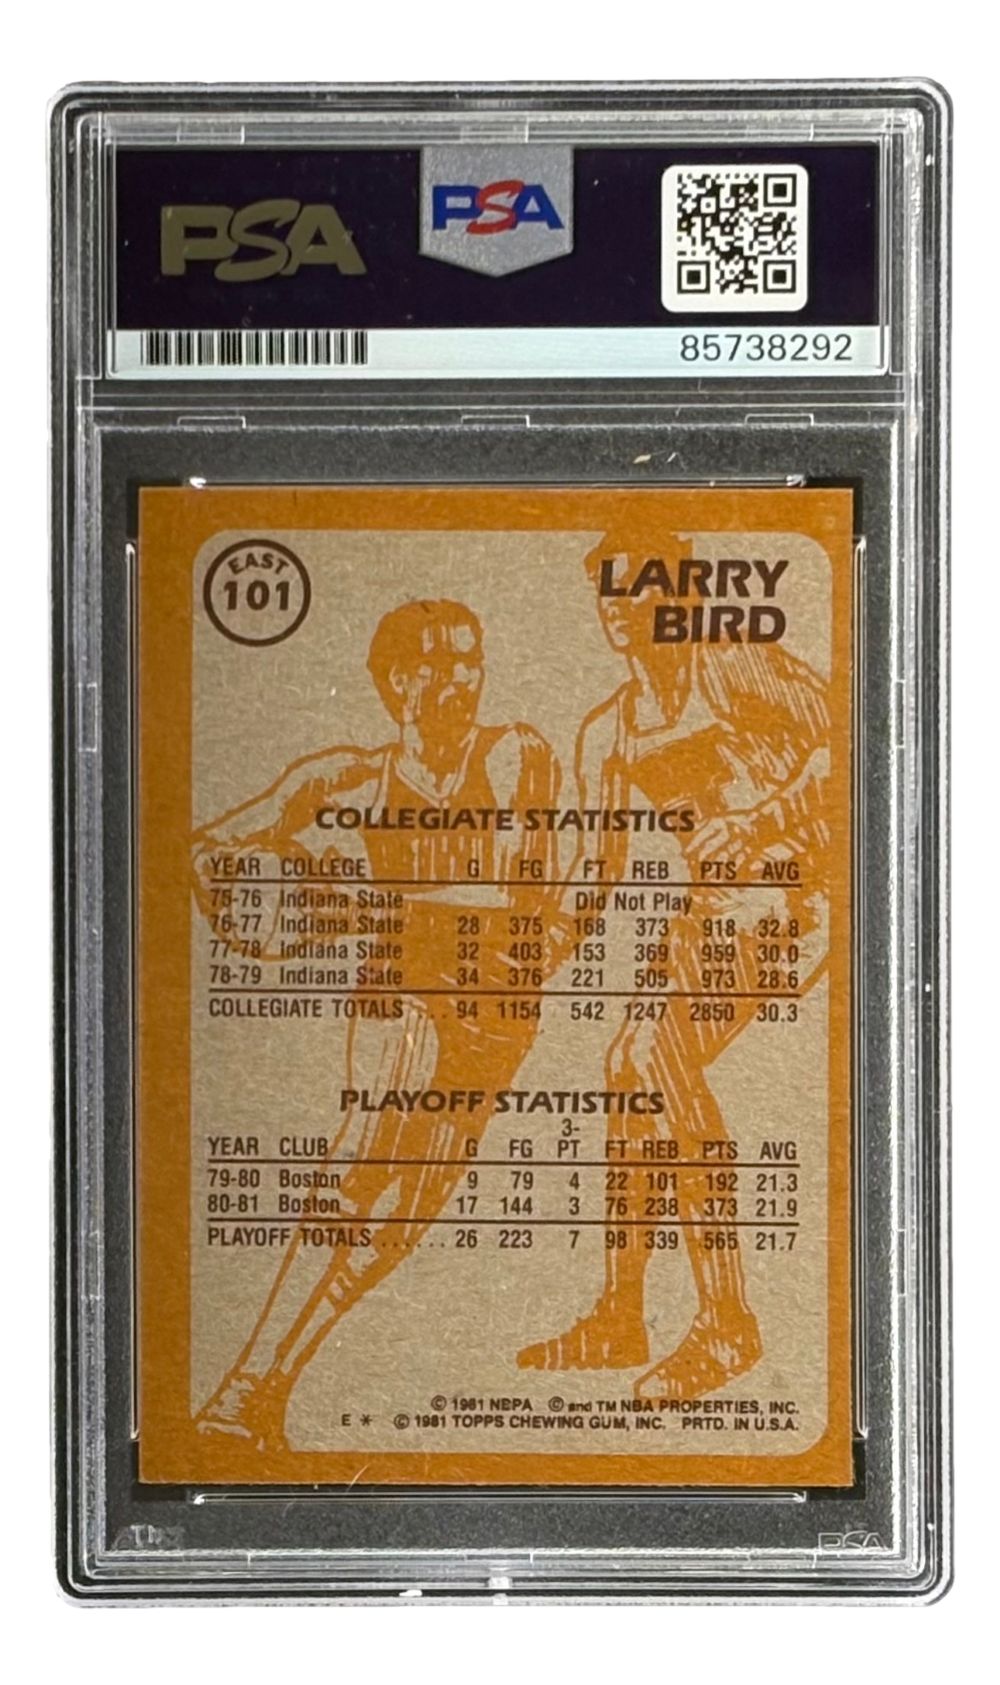 PSA PSA
85738292
EAST
101
LARRY
BIRD
COLLEGIATE STATISTICS
YEAR COLLEGE G FG FT REB PTS AVG
75-76 Indiana State Did Not Play
76-77 Indiana State 28 375 168 373 918 32.8
77-78 Indiana State 32 403 153 369 959 30.0
78-79 Indiana State 34 376 221 505 973 28.6
COLLEGIATE TOTALS ... 94 1154 542 1247 2850 30.3
PLAYOFF STATISTICS
3-
YEAR CLUB G FG PT FT REB PTS AVG
79-80 Boston 9 79 4 22 101 192 21.3
80-81 Boston 17 144 3 76 238 373 21.9
PLAYOFF TOTALS ...... 26 223 7 98 339 565 21.7
© 1981 NBPA © and TM NBA PROPERTIES, INC.
E * © 1981 TOPPS CHEWING GUM, INC. PRTD. IN U.S.A.
PSA